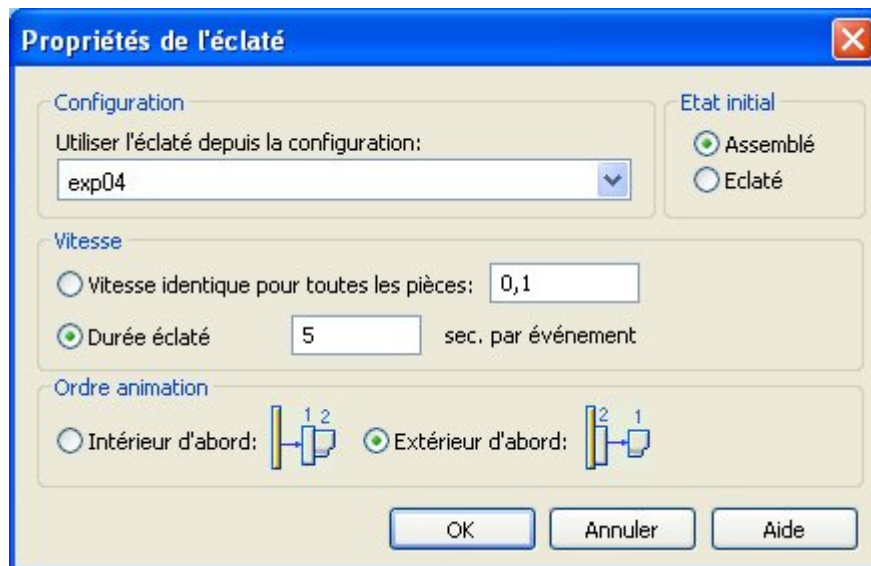 Propriétés de l'éclaté
Configuration
Utiliser l'éclaté depuis la configuration:
exp04
Etat initial
Assemblé
Eclaté
Vitesse
Vitesse identique pour toutes les pièces: 0,1
Durée éclaté 5 sec. par événement
Ordre animation
Intérieur d'abord: 1 2 Extérieur d'abord: 2 1
OK Annuler Aide